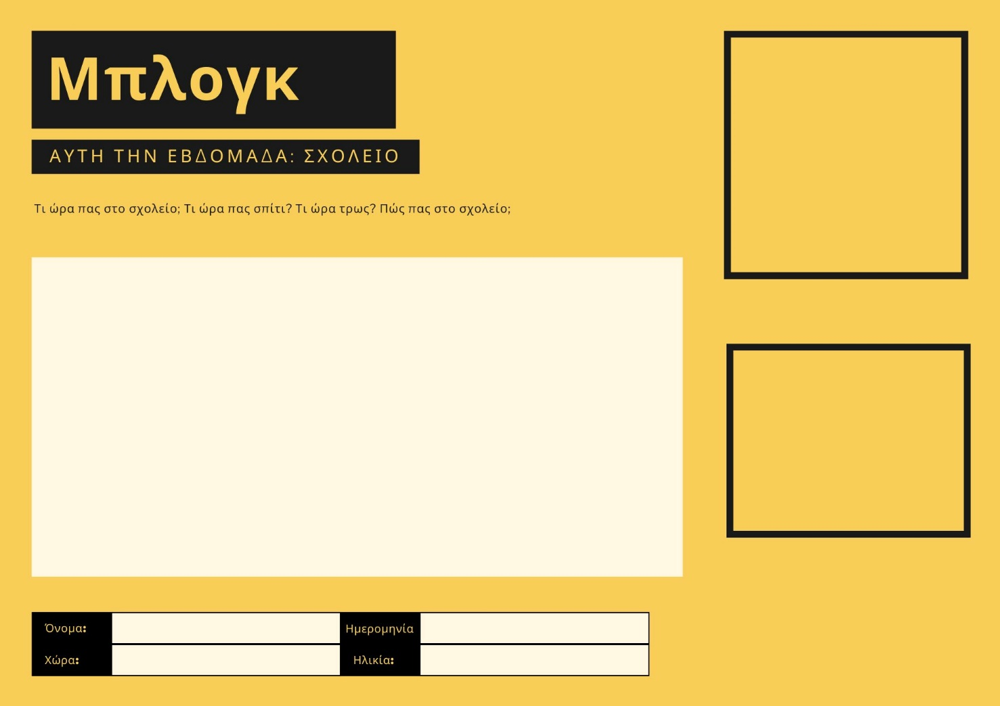 Μπλογκ
ΑΥΤΗ ΤΗΝ ΕΒΔΟΜΑΔΑ: ΣΧΟΛΕΙΟ
Τι ώρα πας στο σχολείο; Τι ώρα πας σπίτι? Τι ώρα τρως? Πώς πας στο σχολείο;
Όνομα:
Ημερομηνία
Χώρα:
Ηλικία: